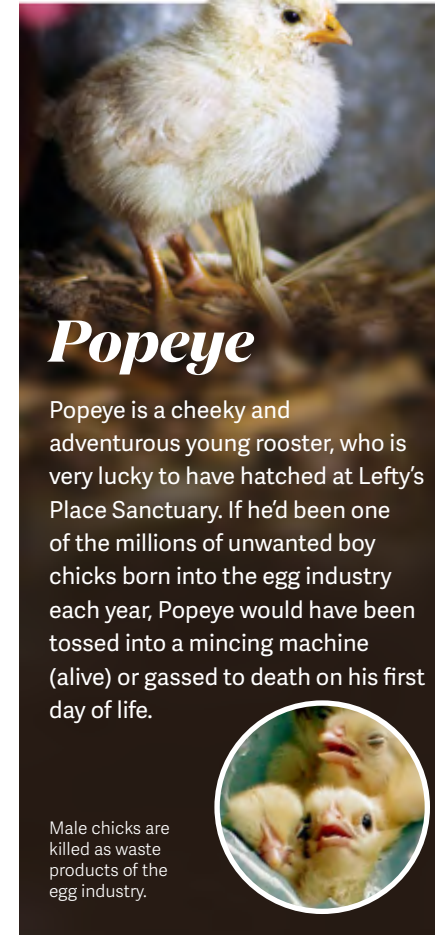 Popeye
Popeye is a cheeky and
adventurous young rooster, who is
very lucky to have hatched at Lefty’s
Place Sanctuary. If he’d been one
of the millions of unwanted boy
chicks born into the egg industry
each year, Popeye would have been
tossed into a mincing machine
(alive) or gassed to death on his first
day of life.
Male chicks are
killed as waste
products of the
egg industry.